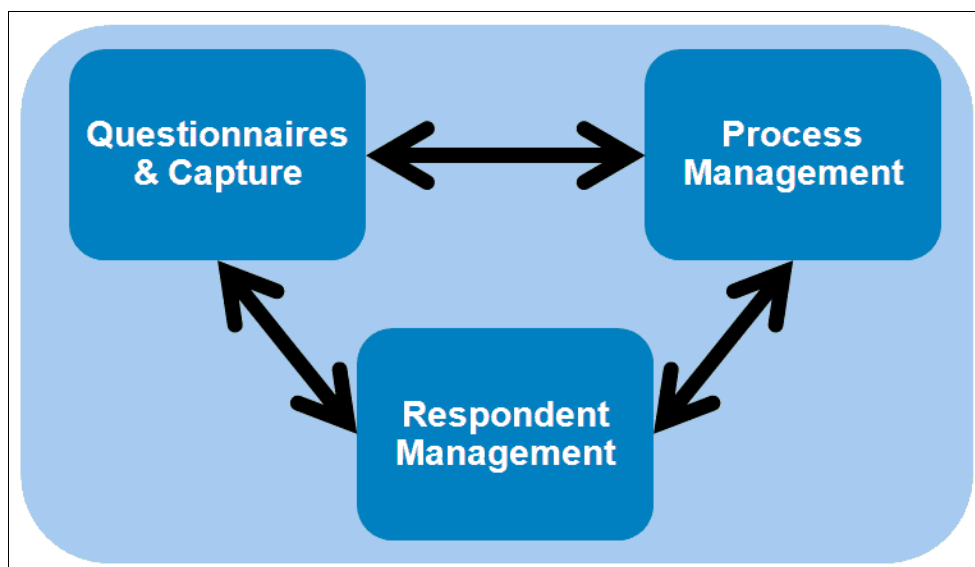 Questionnaires
& Capture
Process
Management
Respondent
Management